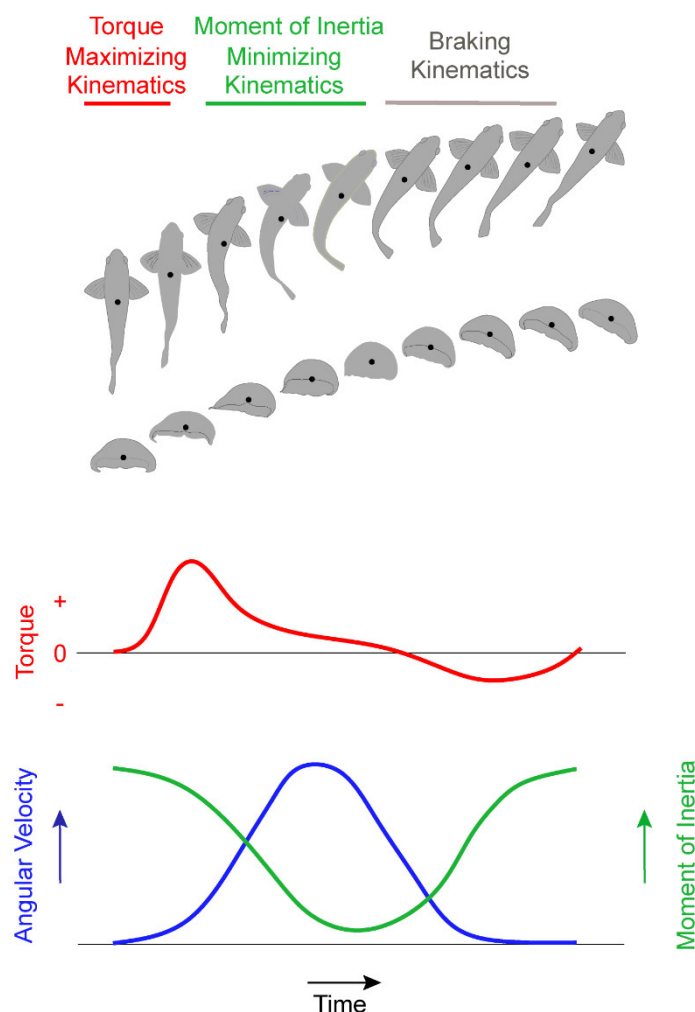 Torque
Maximizing
Kinematics
Moment of Inertia
Minimizing
Kinematics
Braking
Kinematics
Torque
+
0
-
Angular Velocity
Moment of Inertia
Time